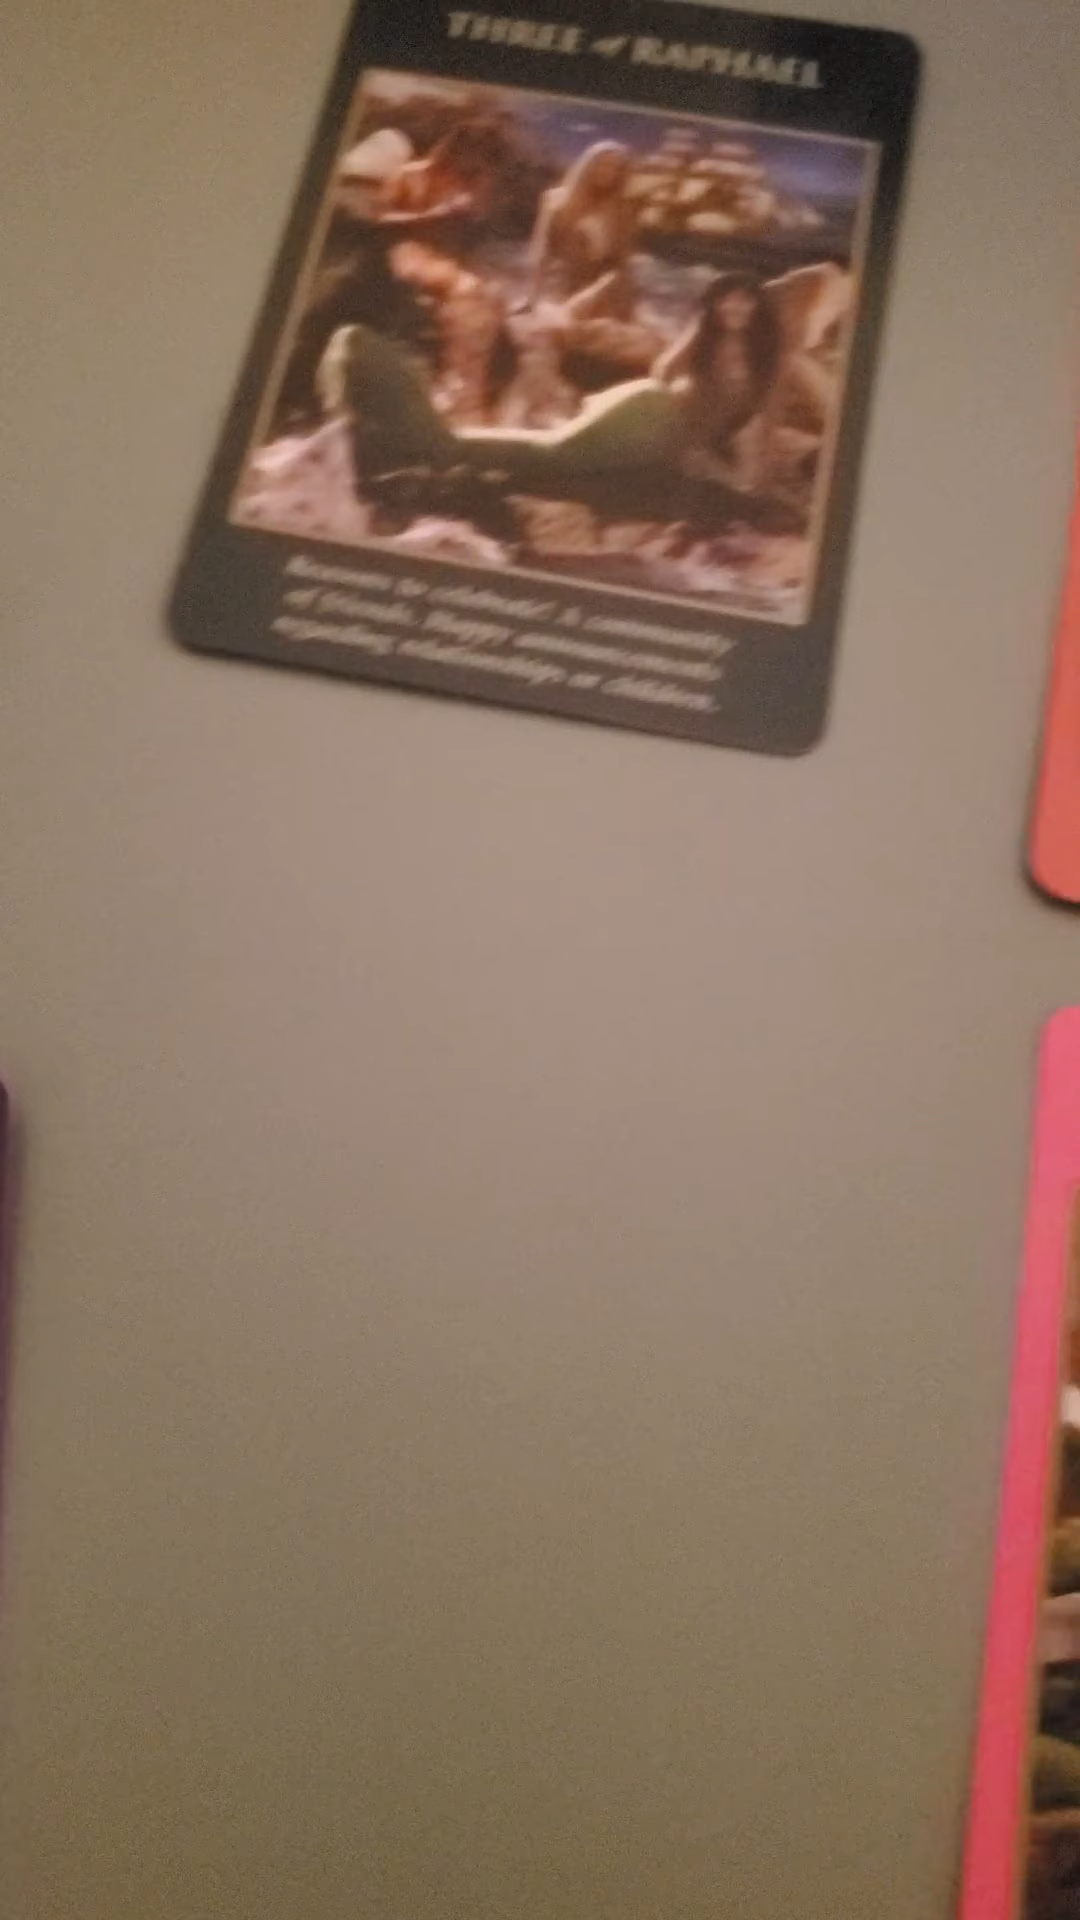 THREE of RAPHAEL
Reasons to celebrate! A community
of friends. Happy announcements
regarding relationships or children.